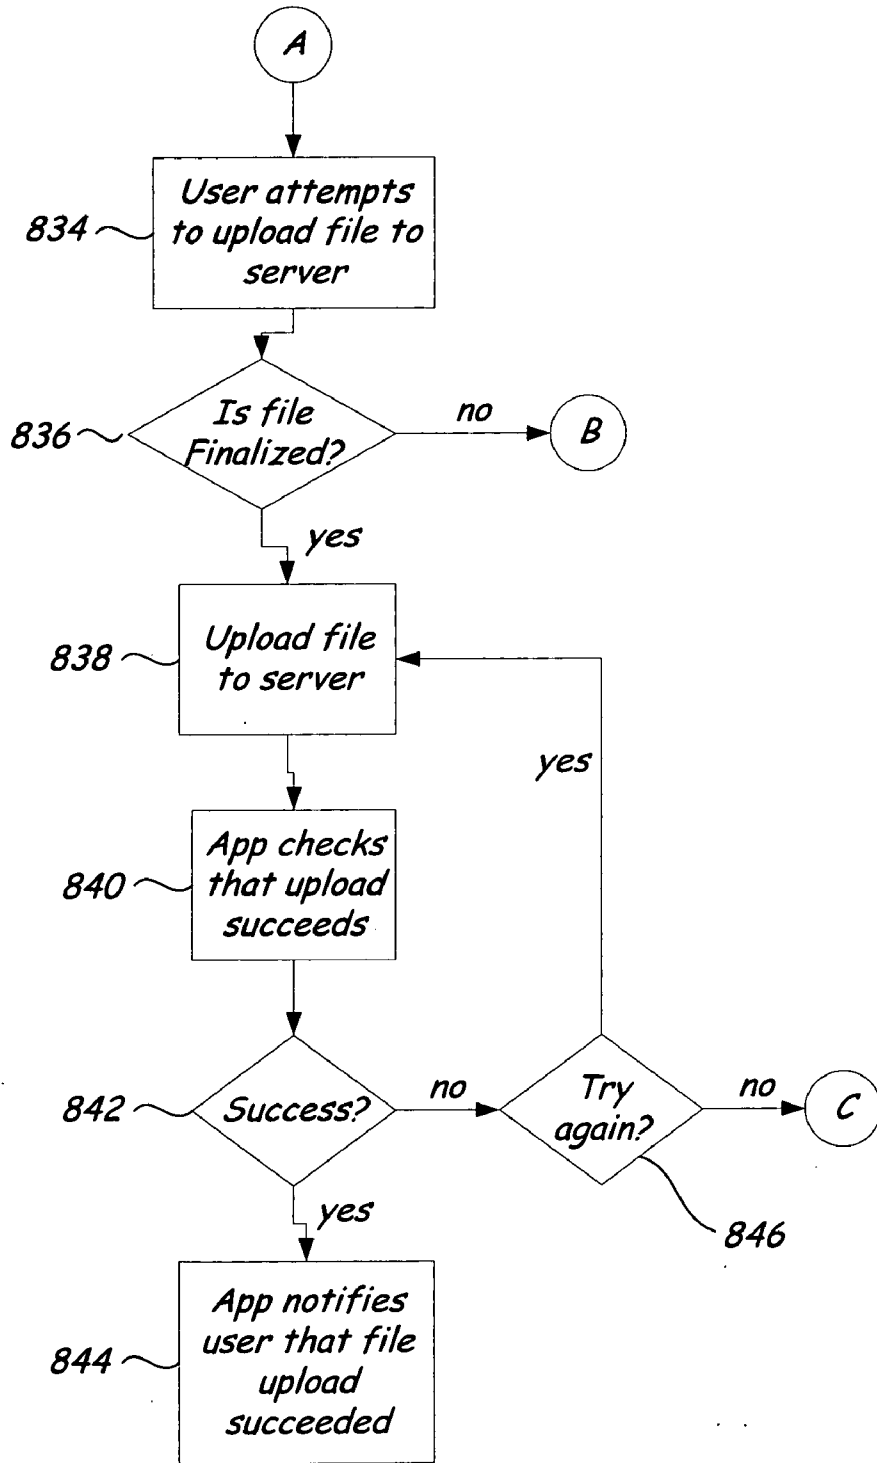 A
User attempts
to upload file to
server
834
Is file
Finalized?
836
no
B
yes
Upload file
to server
838
yes
App checks
that upload
succeeds
840
Success?
842
no
Try
again?
no
C
846
yes
App notifies
user that file
upload
succeeded
844